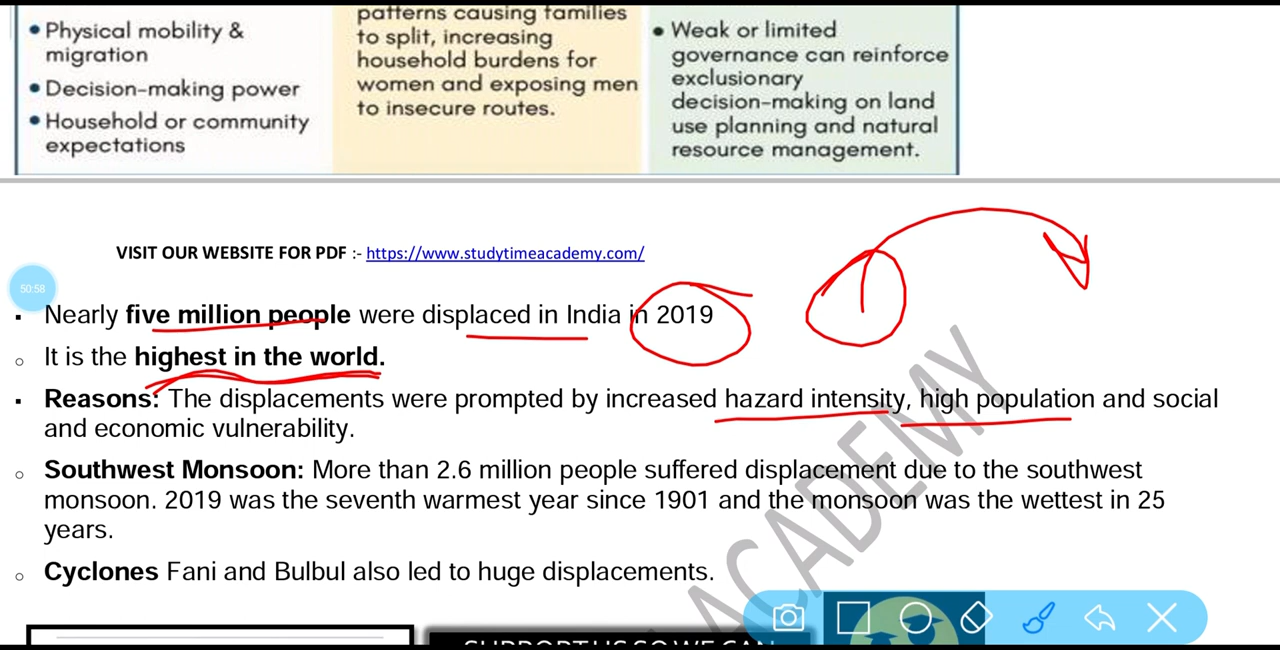 • Physical mobility &
migration
• Decision-making power
• Household or community
expectations
patterns causing families
to split, increasing
household burdens for
women and exposing men
to insecure routes.
• Weak or limited
governance can reinforce
exclusionary
decision-making on land
use planning and natural
resource management.
VISIT OUR WEBSITE FOR PDF :- https://www.studytimeacademy.com/
50:58
▪ Nearly five million people were displaced in India in 2019
○ It is the highest in the world.
▪ Reasons: The displacements were prompted by increased hazard intensity, high population and social
and economic vulnerability.
○ Southwest Monsoon: More than 2.6 million people suffered displacement due to the southwest
monsoon. 2019 was the seventh warmest year since 1901 and the monsoon was the wettest in 25
years.
○ Cyclones Fani and Bulbul also led to huge displacements.
ACADEMY
SUPPORT US SO WE CAN